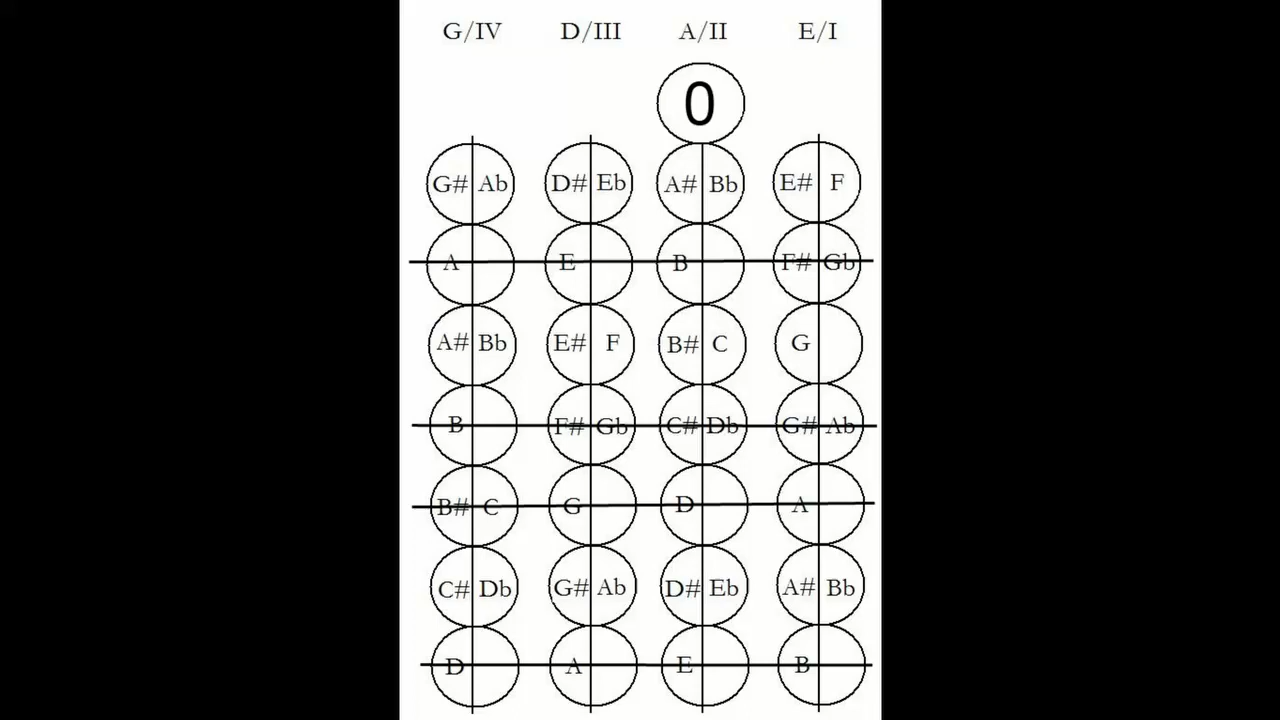 G/IV D/III A/II E/I
0
G# Ab D# Eb A# Bb E# F
A E B F# Gb
A# Bb E# F B# C G
B F# Gb C# Db G# Ab
B# C G D A
C# Db G# Ab D# Eb A# Bb
D A E B